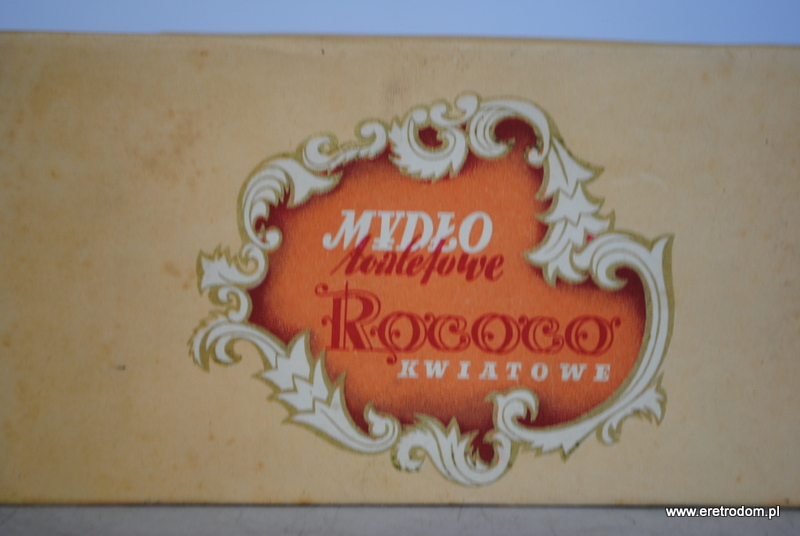 MYDŁO
toaletowe
Rococo
KWIATOWE
www.eretrodom.pl